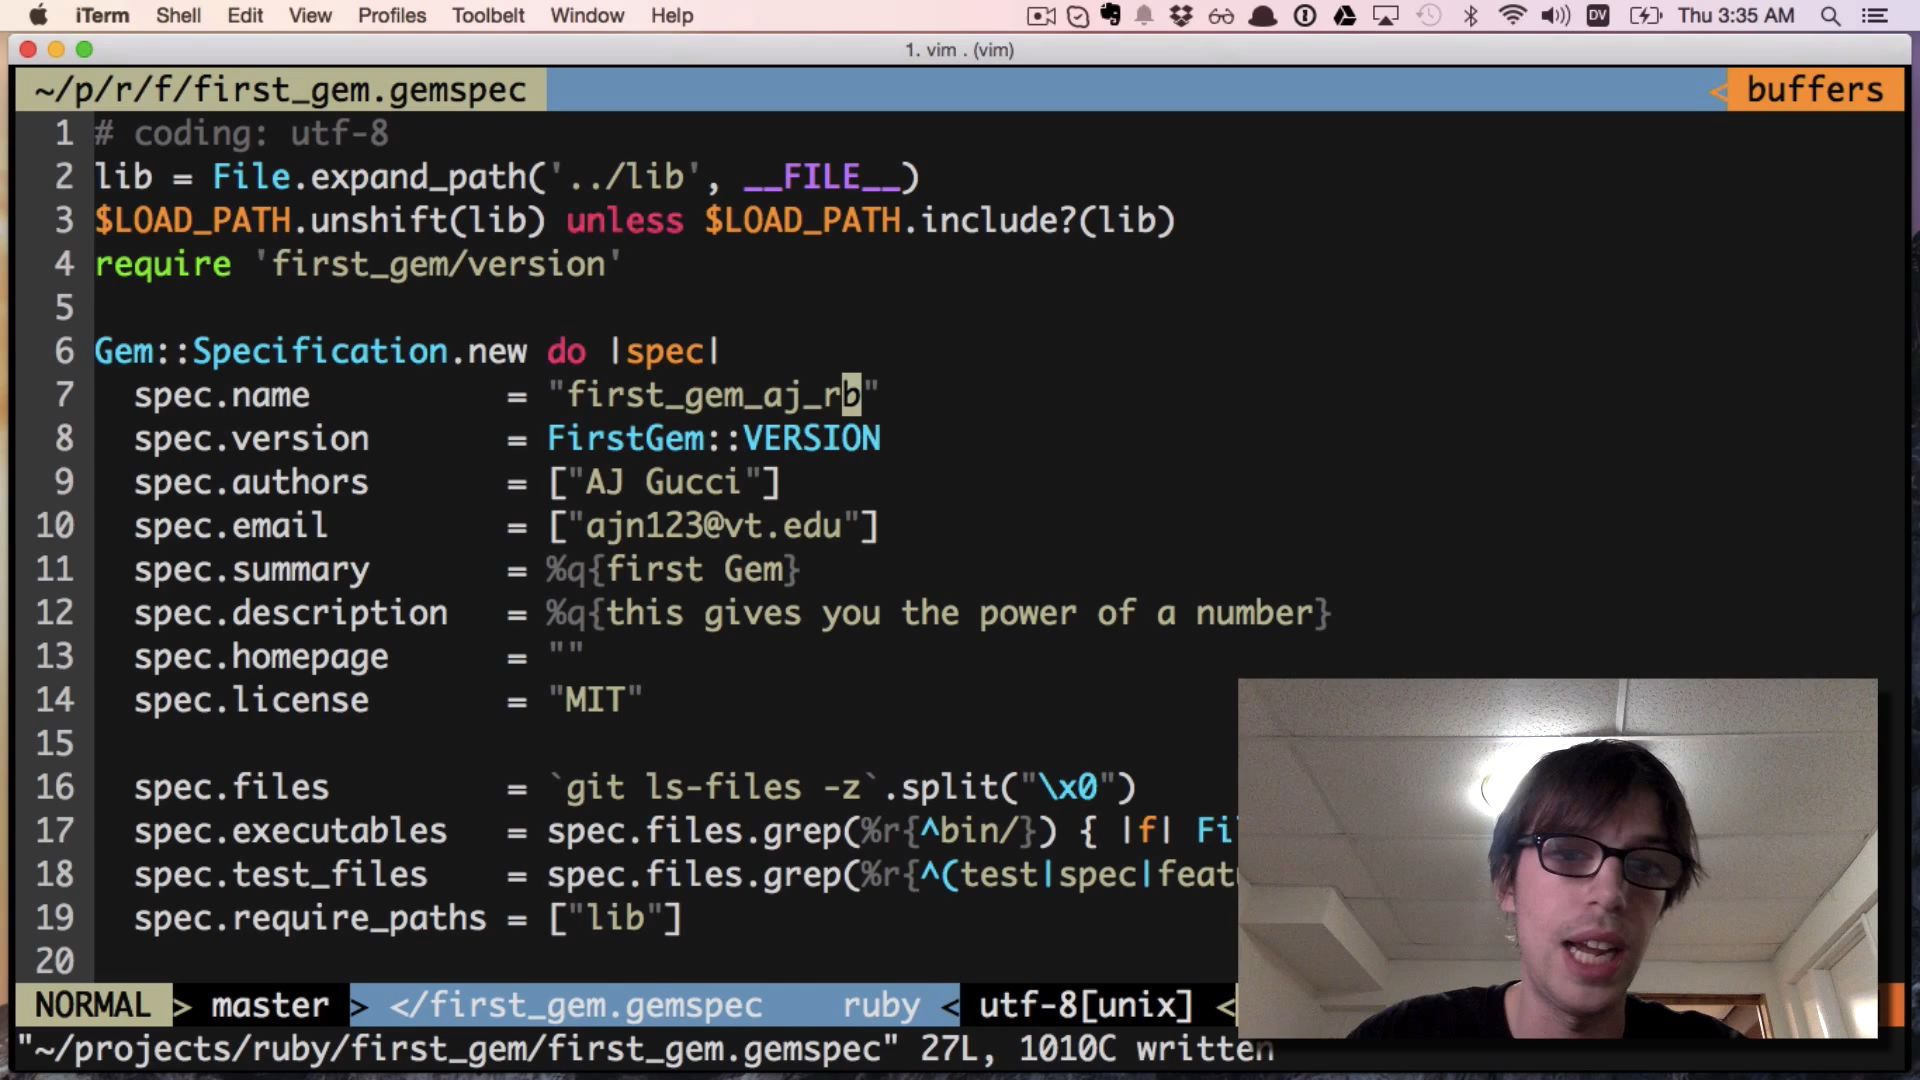 iTerm Shell Edit View Profiles Toolbelt Window Help DV Thu 3:35 AM
1. vim . (vim)
~/p/r/f/first_gem.gemspec < buffers
1 # coding: utf-8
2 lib = File.expand_path('../lib', __FILE__)
3 $LOAD_PATH.unshift(lib) unless $LOAD_PATH.include?(lib)
4 require 'first_gem/version'
5
6 Gem::Specification.new do |spec|
7 spec.name = "first_gem_aj_rb"
8 spec.version = FirstGem::VERSION
9 spec.authors = ["AJ Gucci"]
10 spec.email = ["ajn123@vt.edu"]
11 spec.summary = %q{first Gem}
12 spec.description = %q{this gives you the power of a number}
13 spec.homepage = ""
14 spec.license = "MIT"
15
16 spec.files = `git ls-files -z`.split("\x0")
17 spec.executables = spec.files.grep(%r{^bin/}) { |f| Fi
18 spec.test_files = spec.files.grep(%r{^(test|spec|featu
19 spec.require_paths = ["lib"]
20
NORMAL > master > </first_gem.gemspec ruby < utf-8[unix] <
"~/projects/ruby/first_gem/first_gem.gemspec" 27L, 1010C written